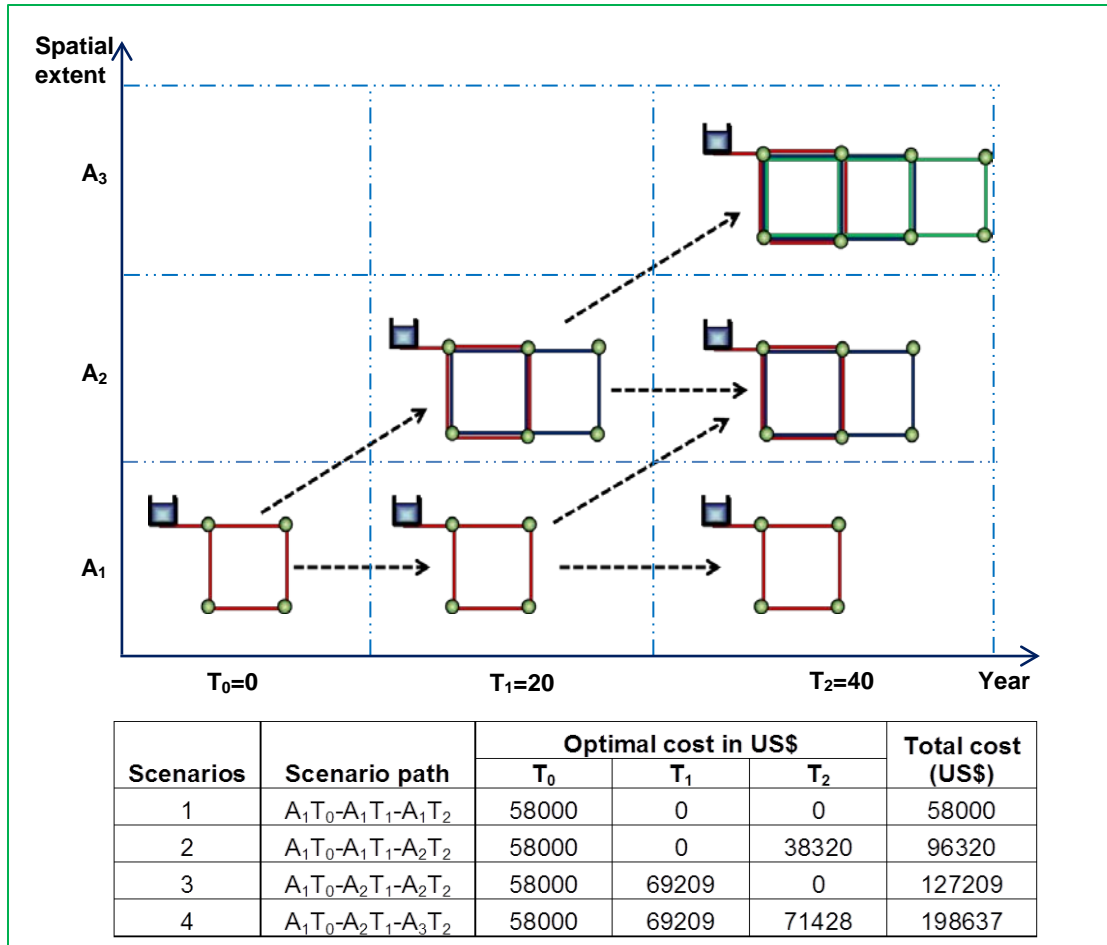 Spatial
extent
A₃
A₂
A₁
T₀=0 T₁=20 T₂=40 Year
Scenarios Scenario path Optimal cost in US$ Total cost (US$)
T₀ T₁ T₂
1 A₁T₀-A₁T₁-A₁T₂ 58000 0 0 58000
2 A₁T₀-A₁T₁-A₂T₂ 58000 0 38320 96320
3 A₁T₀-A₂T₁-A₂T₂ 58000 69209 0 127209
4 A₁T₀-A₂T₁-A₃T₂ 58000 69209 71428 198637